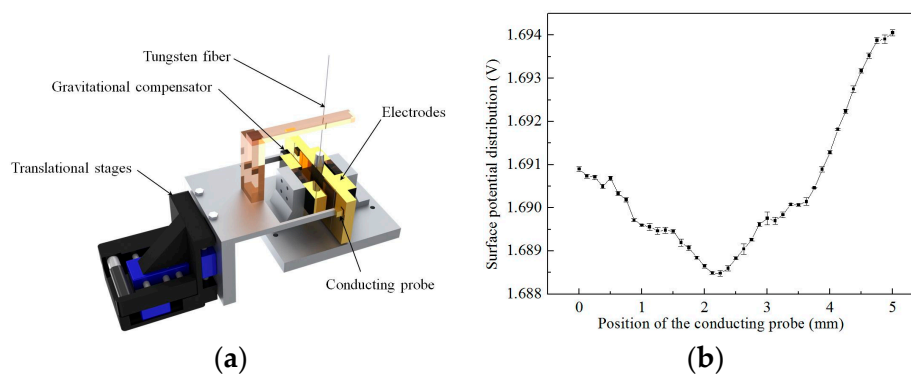 Tungsten fiber
Gravitational compensator
Electrodes
Translational stages
Conducting probe
(a)
Surface potential distribution (V)
1.694
1.693
1.692
1.691
1.690
1.689
1.688
0 1 2 3 4 5
Position of the conducting probe (mm)
(b)